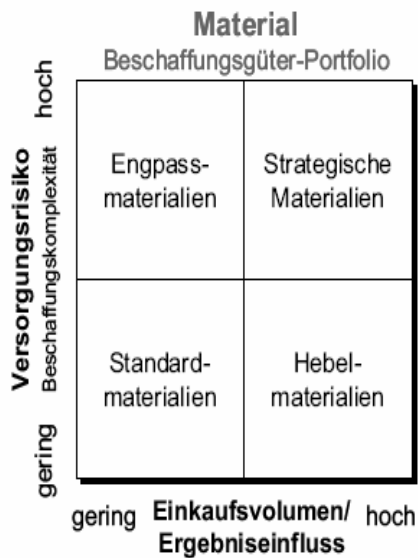 Material
Beschaffungsgüter-Portfolio
hoch
Versorgungsrisiko
Beschaffungskomplexität
gering
Engpass-
materialien
Strategische
Materialien
Standard-
materialien
Hebel-
materialien
gering Einkaufsvolumen/ hoch
Ergebniseinfluss